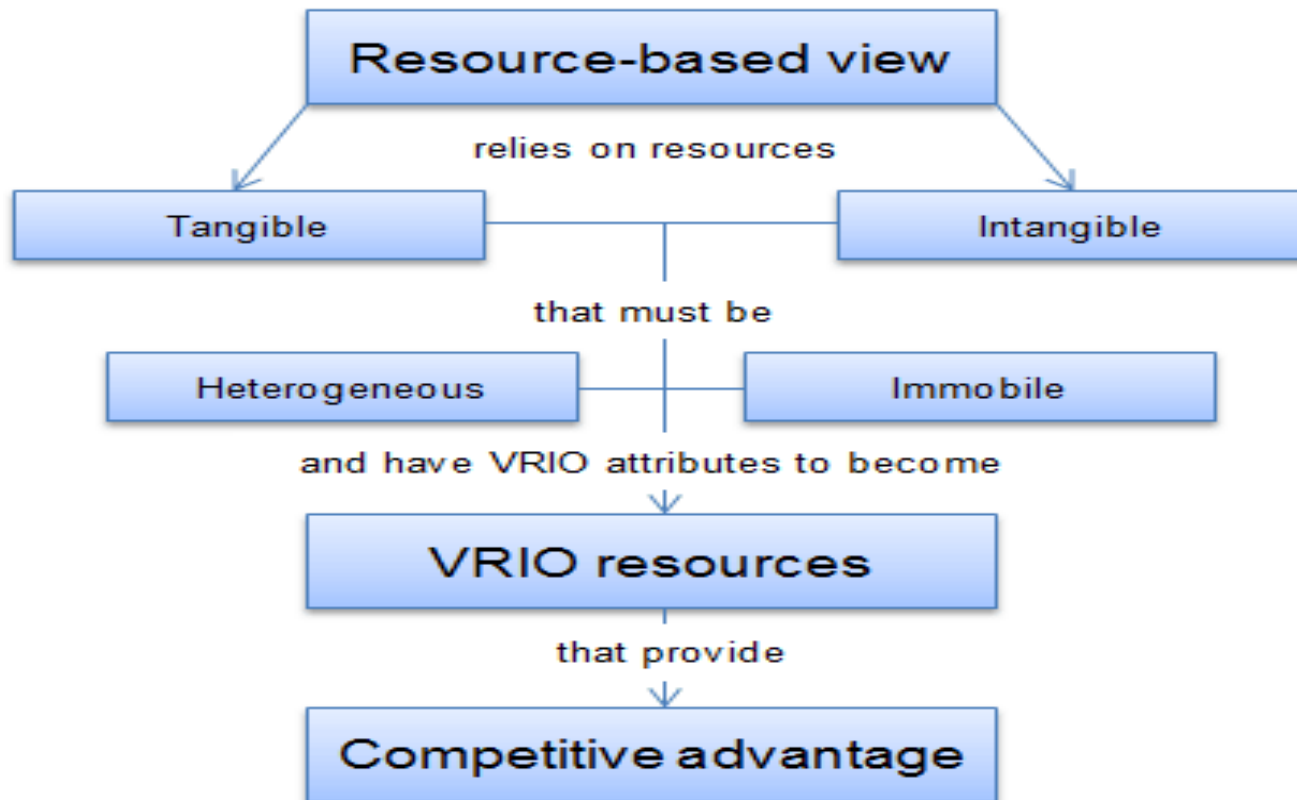 Resource-based view
relies on resources
Tangible
Intangible
that must be
Heterogeneous
Immobile
and have VRIO attributes to become
VRIO resources
that provide
Competitive advantage